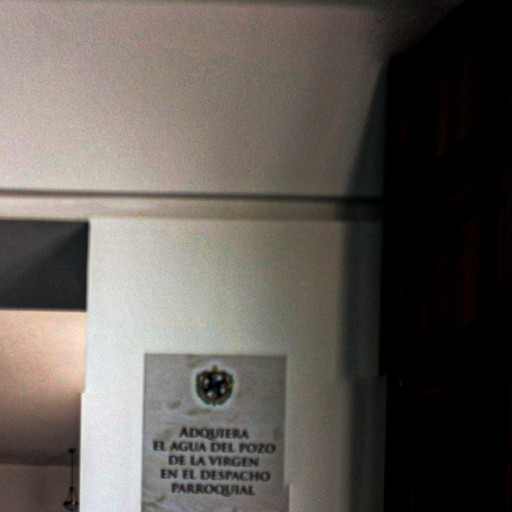 ADQUIERA
EL AGUA DEL POZO
DE LA VIRGEN
EN EL DESPACHO
PARROQUIAL